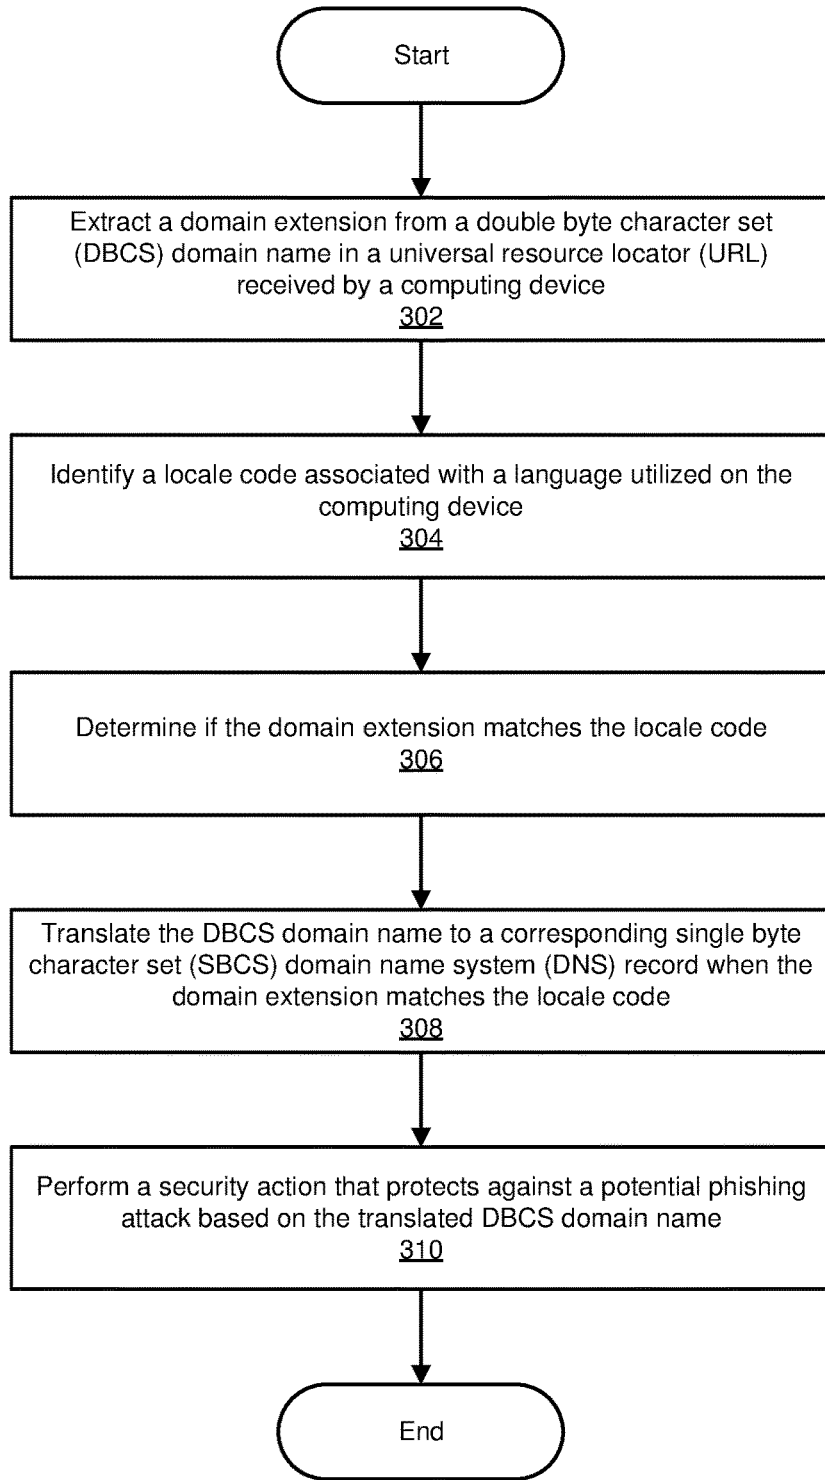 Start
Extract a domain extension from a double byte character set
(DBCS) domain name in a universal resource locator (URL)
received by a computing device
302
Identify a locale code associated with a language utilized on the
computing device
304
Determine if the domain extension matches the locale code
306
Translate the DBCS domain name to a corresponding single byte
character set (SBCS) domain name system (DNS) record when the
domain extension matches the locale code
308
Perform a security action that protects against a potential phishing
attack based on the translated DBCS domain name
310
End